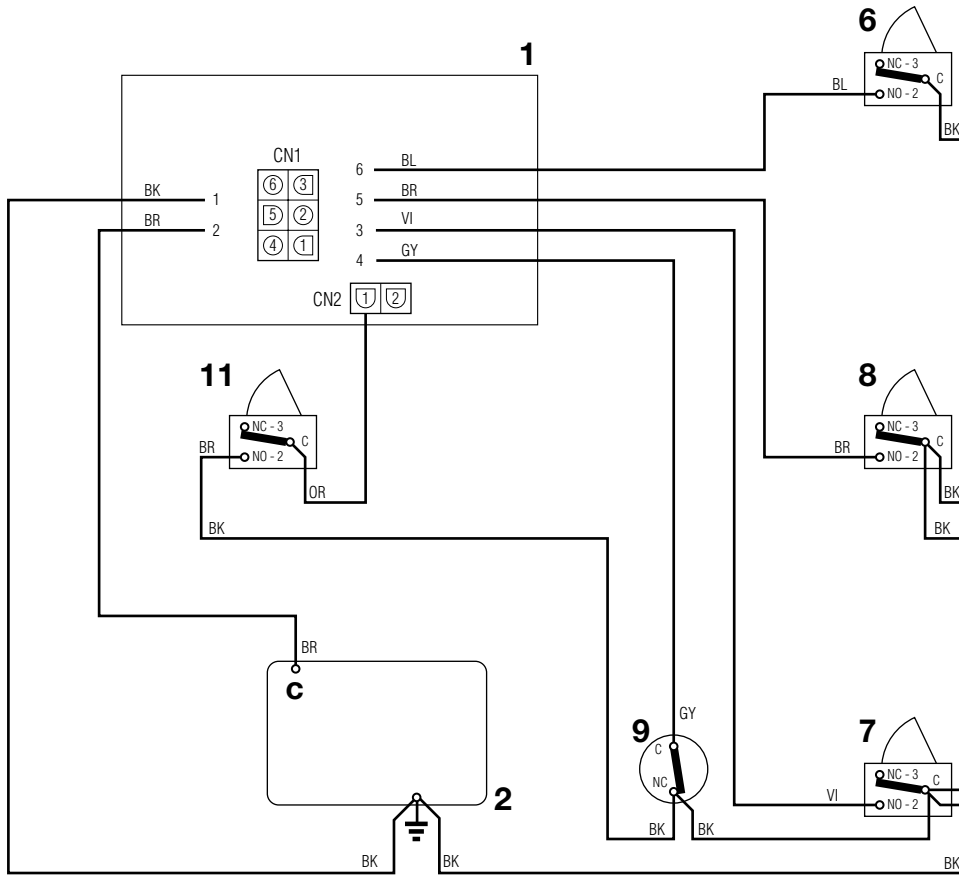 6
NC - 3
C
NO - 2
BL
BK
1
CN1
6 3
5 2
4 1
BK 1
BR 2
6 BL
5 BR
3 VI
4 GY
CN2 1 2
11
NC - 3
C
NO - 2
BR
OR
BK
8
NC - 3
C
NO - 2
BR
BK
BK
BR
c
2
9
GY
C
NC
BK BK
7
NC - 3
C
NO - 2
VI
BK BK BK